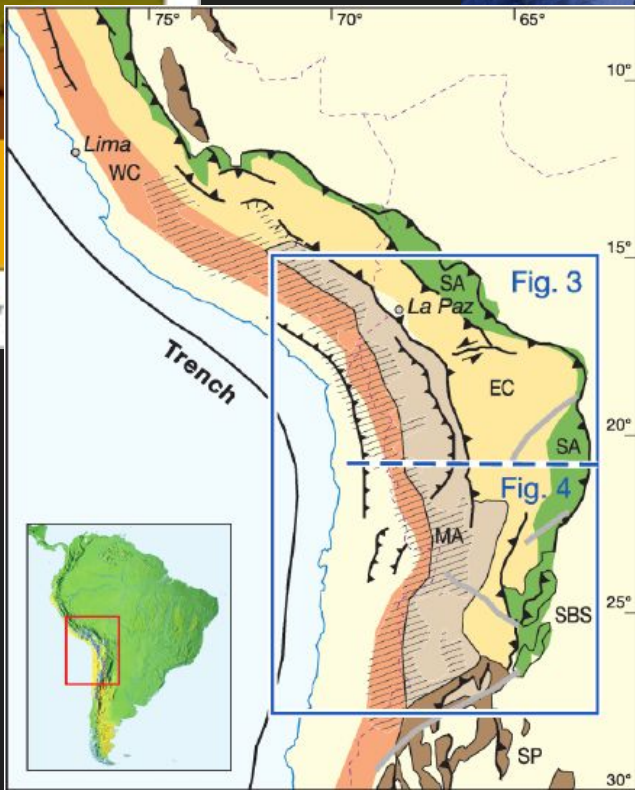 75° 70° 65°
10°
Lima
WC
15°
SA
Fig. 3
La Paz
Trench
EC
20°
SA
Fig. 4
MA
25°
SBS
SP
30°